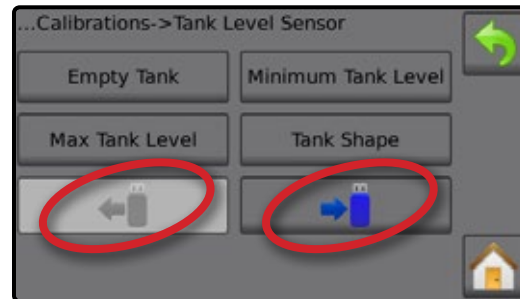 ...Calibrations->Tank Level Sensor
Empty Tank
Minimum Tank Level
Max Tank Level
Tank Shape